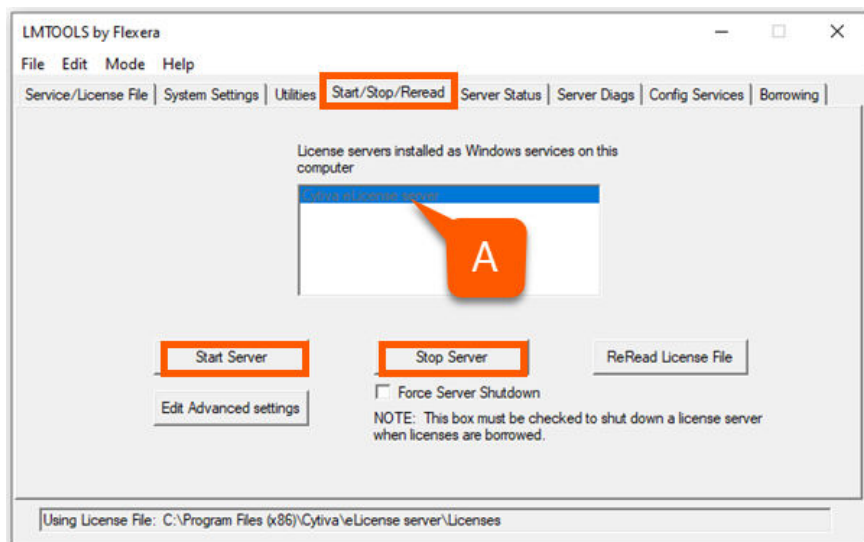 LMTOOLS by Flexera
File Edit Mode Help
Service/License File System Settings Utilities Start/Stop/Reread Server Status Server Diags Config Services Borrowing
License servers installed as Windows services on this
computer
Cytiva eLicense server
A
Start Server Stop Server ReRead License File
Force Server Shutdown
Edit Advanced settings
NOTE: This box must be checked to shut down a license server
when licenses are borrowed.
Using License File: C:\Program Files (x86)\Cytiva\eLicense server\Licenses